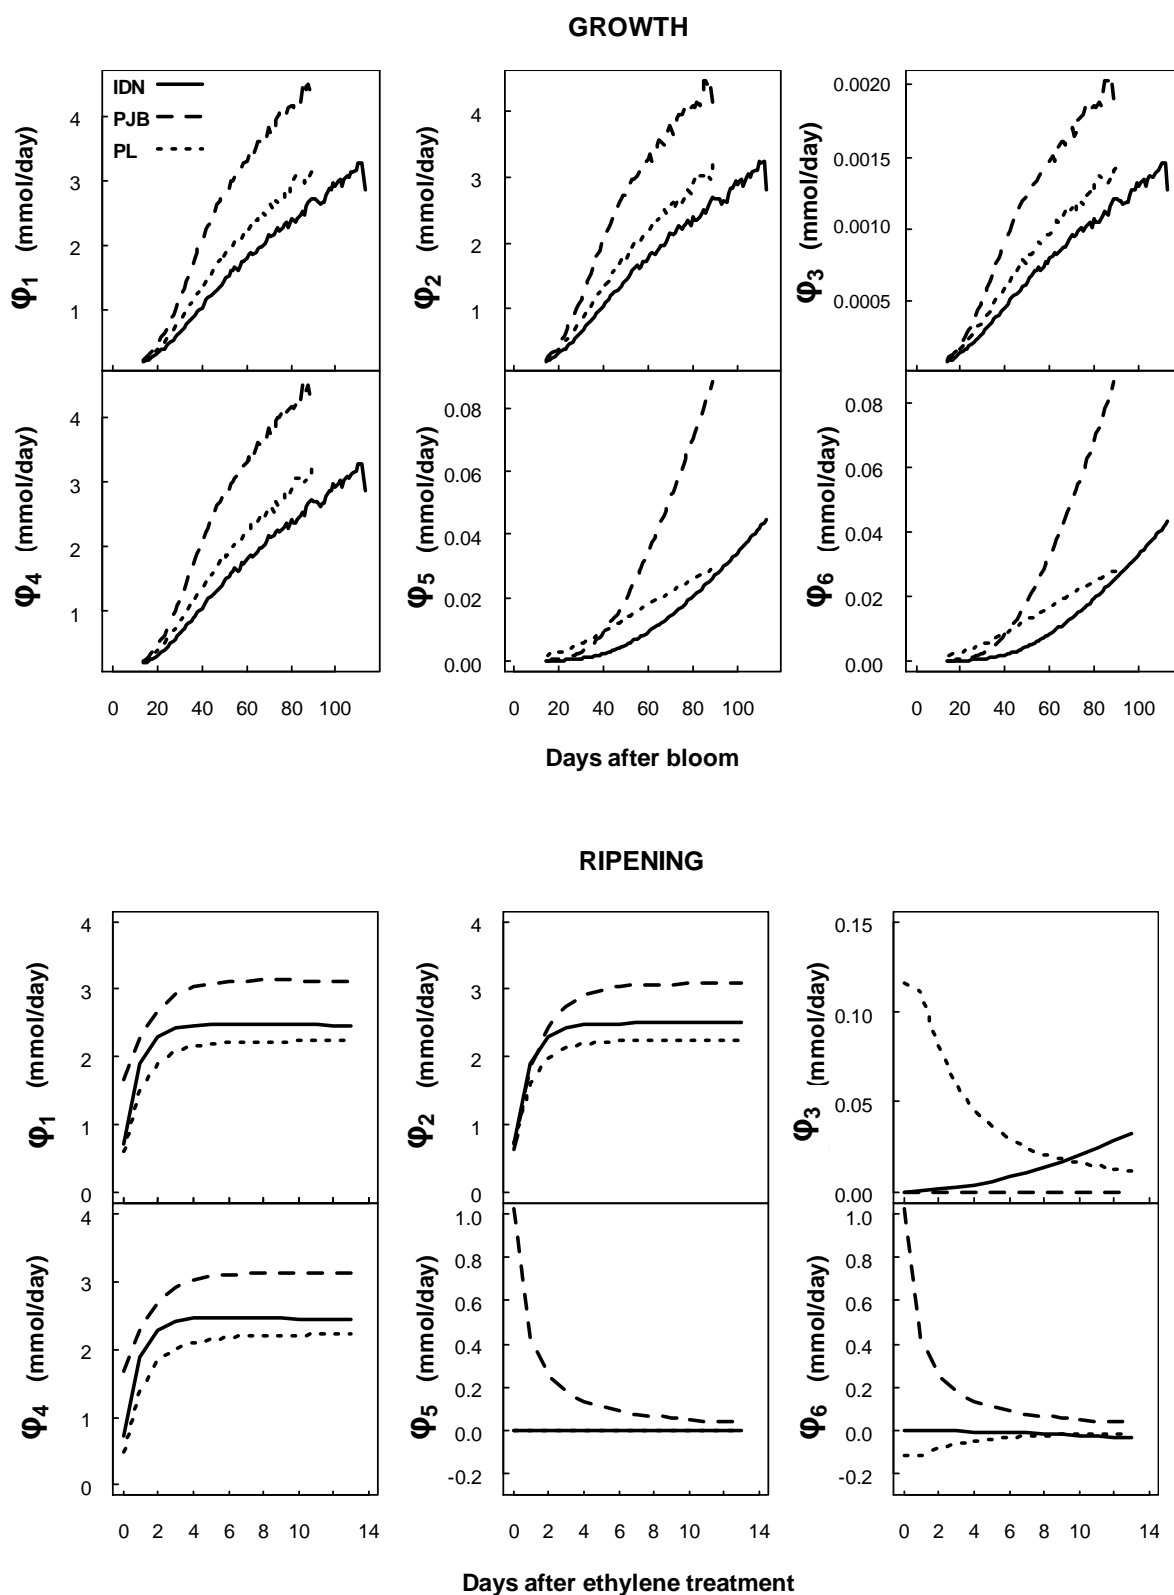 GROWTH
IDN
PJB
PL
φ1 (mmol/day)
4
3
2
1
φ2 (mmol/day)
4
3
2
1
φ3 (mmol/day)
0.0020
0.0015
0.0010
0.0005
φ4 (mmol/day)
4
3
2
1
φ5 (mmol/day)
0.08
0.06
0.04
0.02
0.00
φ6 (mmol/day)
0.08
0.06
0.04
0.02
0.00
0 20 40 60 80 100
0 20 40 60 80 100
0 20 40 60 80 100
Days after bloom
RIPENING
φ1 (mmol/day)
4
3
2
1
0
φ2 (mmol/day)
4
3
2
1
0
φ3 (mmol/day)
0.15
0.10
0.05
0.00
φ4 (mmol/day)
4
3
2
1
0
φ5 (mmol/day)
1.0
0.8
0.6
0.4
0.2
0.0
-0.2
φ6 (mmol/day)
1.0
0.8
0.6
0.4
0.2
0.0
-0.2
0 2 4 6 8 10 14
0 2 4 6 8 10 14
0 2 4 6 8 10 14
Days after ethylene treatment